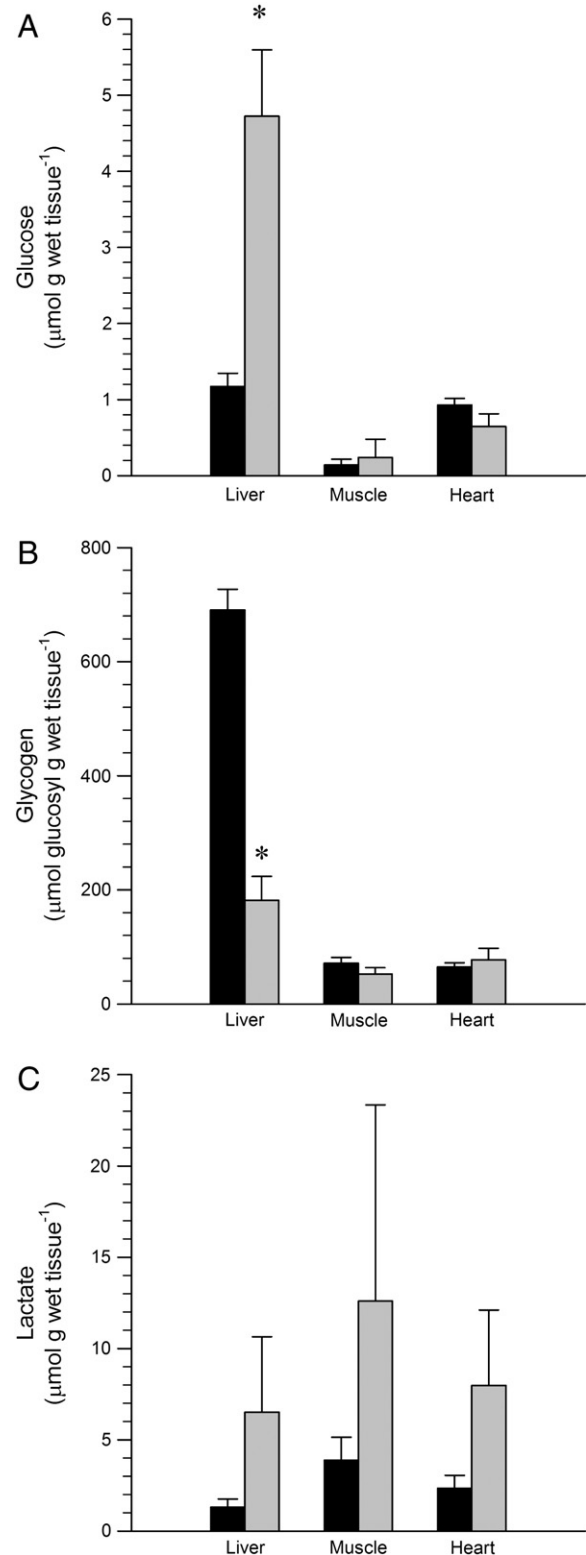 A
*
6
5
4
3
2
1
0
Glucose
(µmol g wet tissue⁻¹)
Liver Muscle Heart
B
800
600
400
200
0
*
Glycogen
(µmol glucosyl g wet tissue⁻¹)
Liver Muscle Heart
C
25
20
15
10
5
0
Lactate
(µmol g wet tissue⁻¹)
Liver Muscle Heart